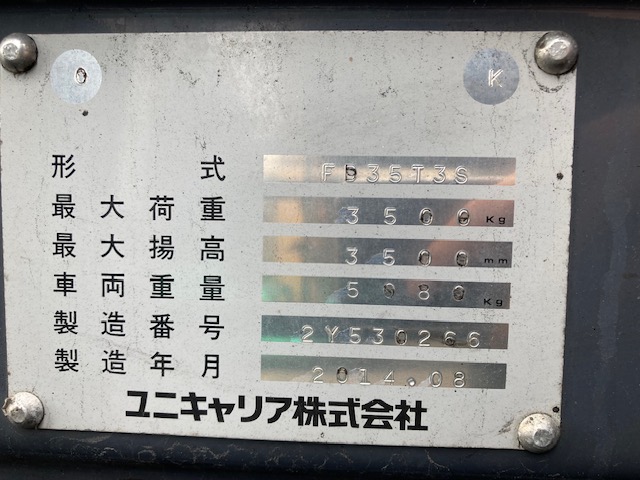 O K
形式 FD35T3S
最大荷重 3500 Kg
最大揚高 3500 mm
車両重量 5080 Kg
製造番号 2Y530266
製造年月 2014.08
ユニキャリア株式会社